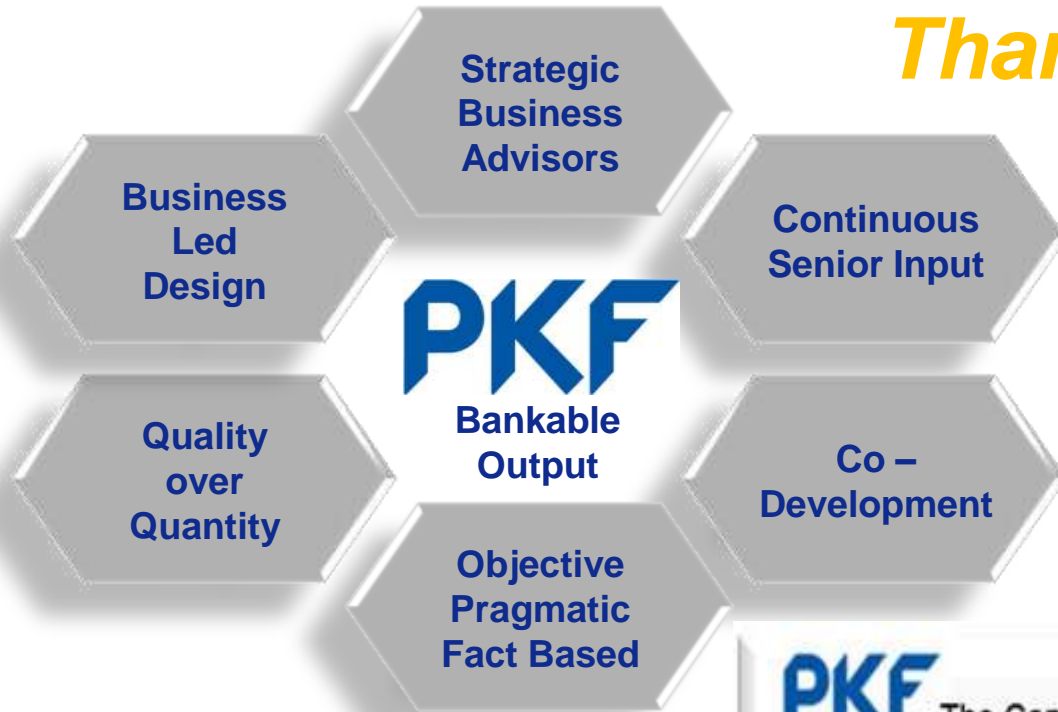 Strategic
Business
Advisors
Business
Led
Design
Continuous
Senior Input
PKF
Bankable
Output
Quality
over
Quantity
Co –
Development
Objective
Pragmatic
Fact Based
PKF